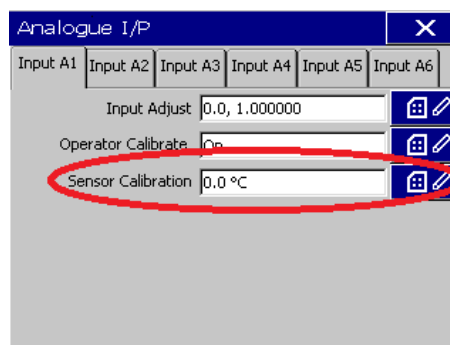 Analogue I/P
Input A1 Input A2 Input A3 Input A4 Input A5 Input A6
Input Adjust 0.0, 1.000000
Operator Calibrate On
Sensor Calibration 0.0 °C